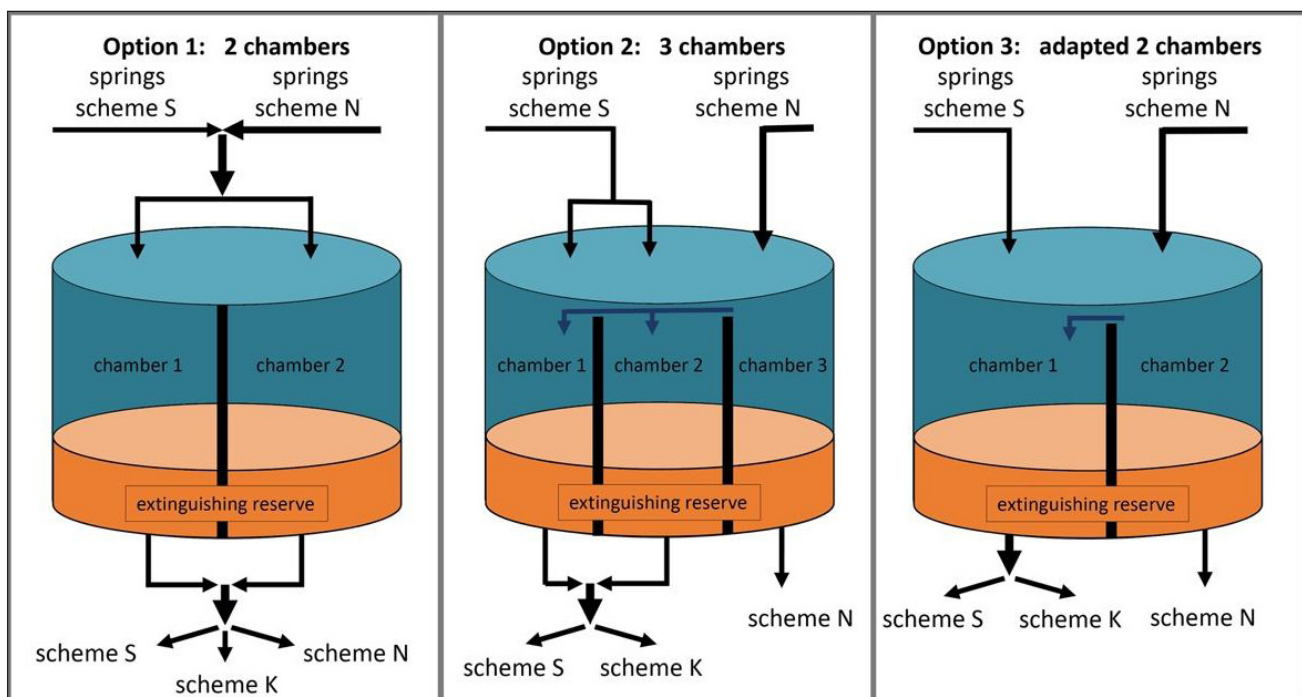 Option 1: 2 chambers
springs
scheme S
springs
scheme N
chamber 1
chamber 2
extinguishing reserve
scheme S
scheme K
scheme N
Option 2: 3 chambers
springs
scheme S
springs
scheme N
chamber 1
chamber 2
chamber 3
extinguishing reserve
scheme S
scheme K
scheme N
Option 3: adapted 2 chambers
springs
scheme S
springs
scheme N
chamber 1
chamber 2
extinguishing reserve
scheme S
scheme K
scheme N